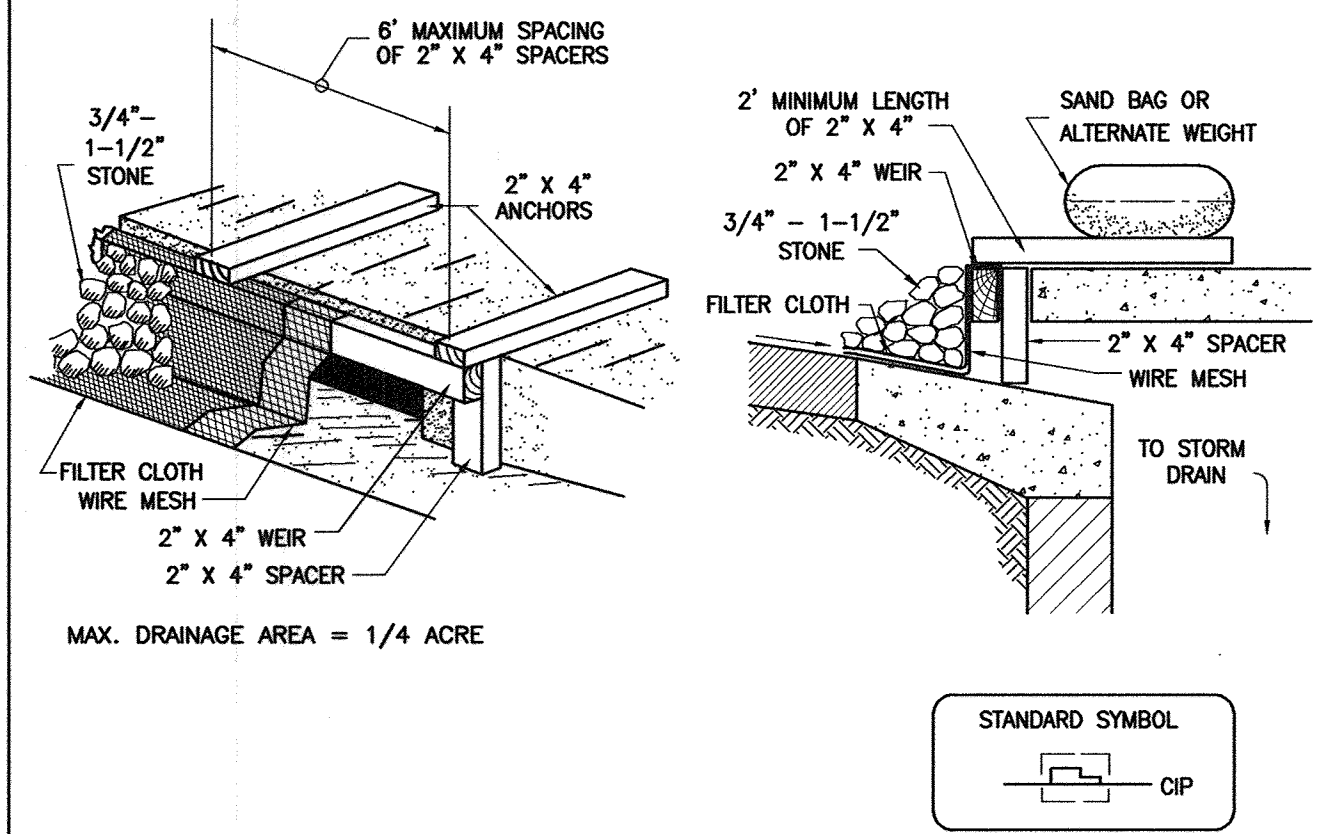 6' MAXIMUM SPACING
OF 2" X 4" SPACERS
3/4"-
1-1/2"
STONE
2" X 4"
ANCHORS
FILTER CLOTH
WIRE MESH
2" X 4" WEIR
2" X 4" SPACER
MAX. DRAINAGE AREA = 1/4 ACRE
2' MINIMUM LENGTH
OF 2" X 4"
SAND BAG OR
ALTERNATE WEIGHT
2" X 4" WEIR
3/4" - 1-1/2"
STONE
FILTER CLOTH
2" X 4" SPACER
WIRE MESH
TO STORM
DRAIN
STANDARD SYMBOL
CIP